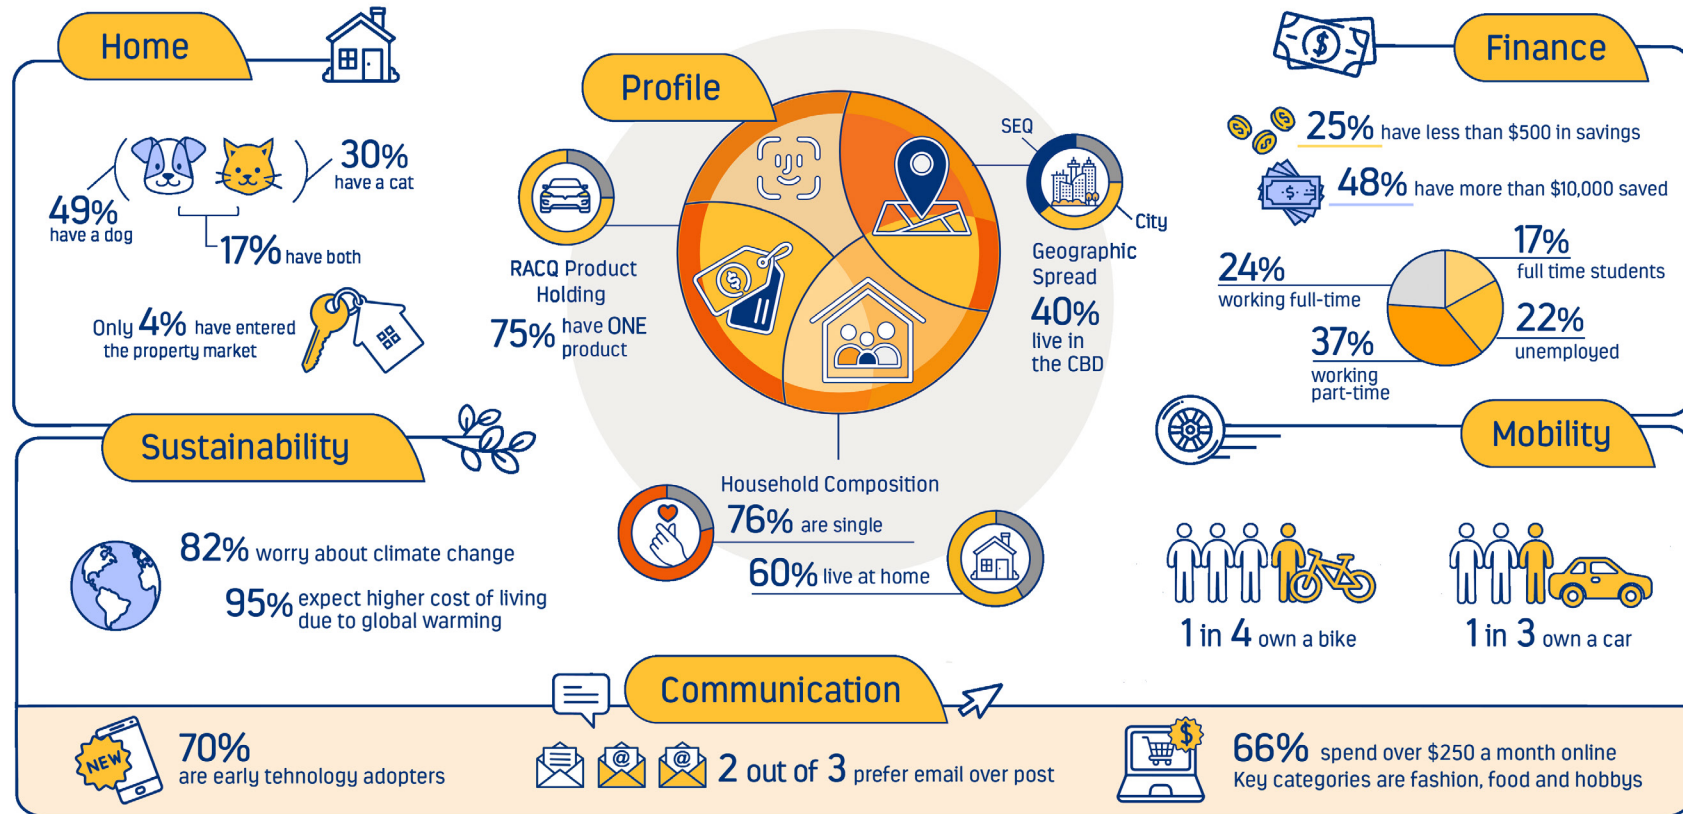 Home
49%
have a dog
30%
have a cat
17% have both
Only 4% have entered
the property market
Profile
RACQ Product
Holding
75% have ONE
product
SEQ
City
Geographic
Spread
40%
live in
the CBD
Household Composition
76% are single
60% live at home
Finance
25% have less than $500 in savings
48% have more than $10,000 saved
24%
working full-time
17%
full time students
22%
unemployed
37%
working
part-time
Sustainability
82% worry about climate change
95% expect higher cost of living
due to global warming
Mobility
1 in 4 own a bike
1 in 3 own a car
Communication
NEW
70%
are early tehnology adopters
2 out of 3 prefer email over post
66% spend over $250 a month online
Key categories are fashion, food and hobbys